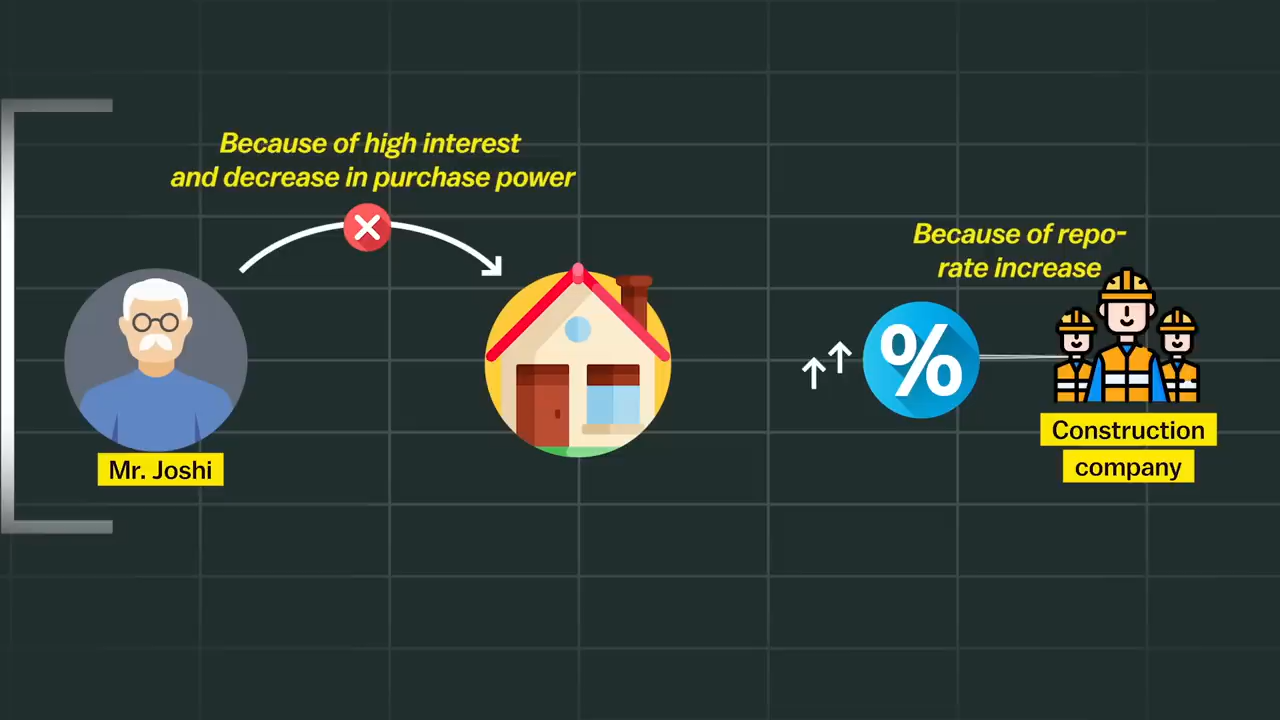 Because of high interest
and decrease in purchase power
Because of repo-
rate increase
%
Mr. Joshi
Construction
company